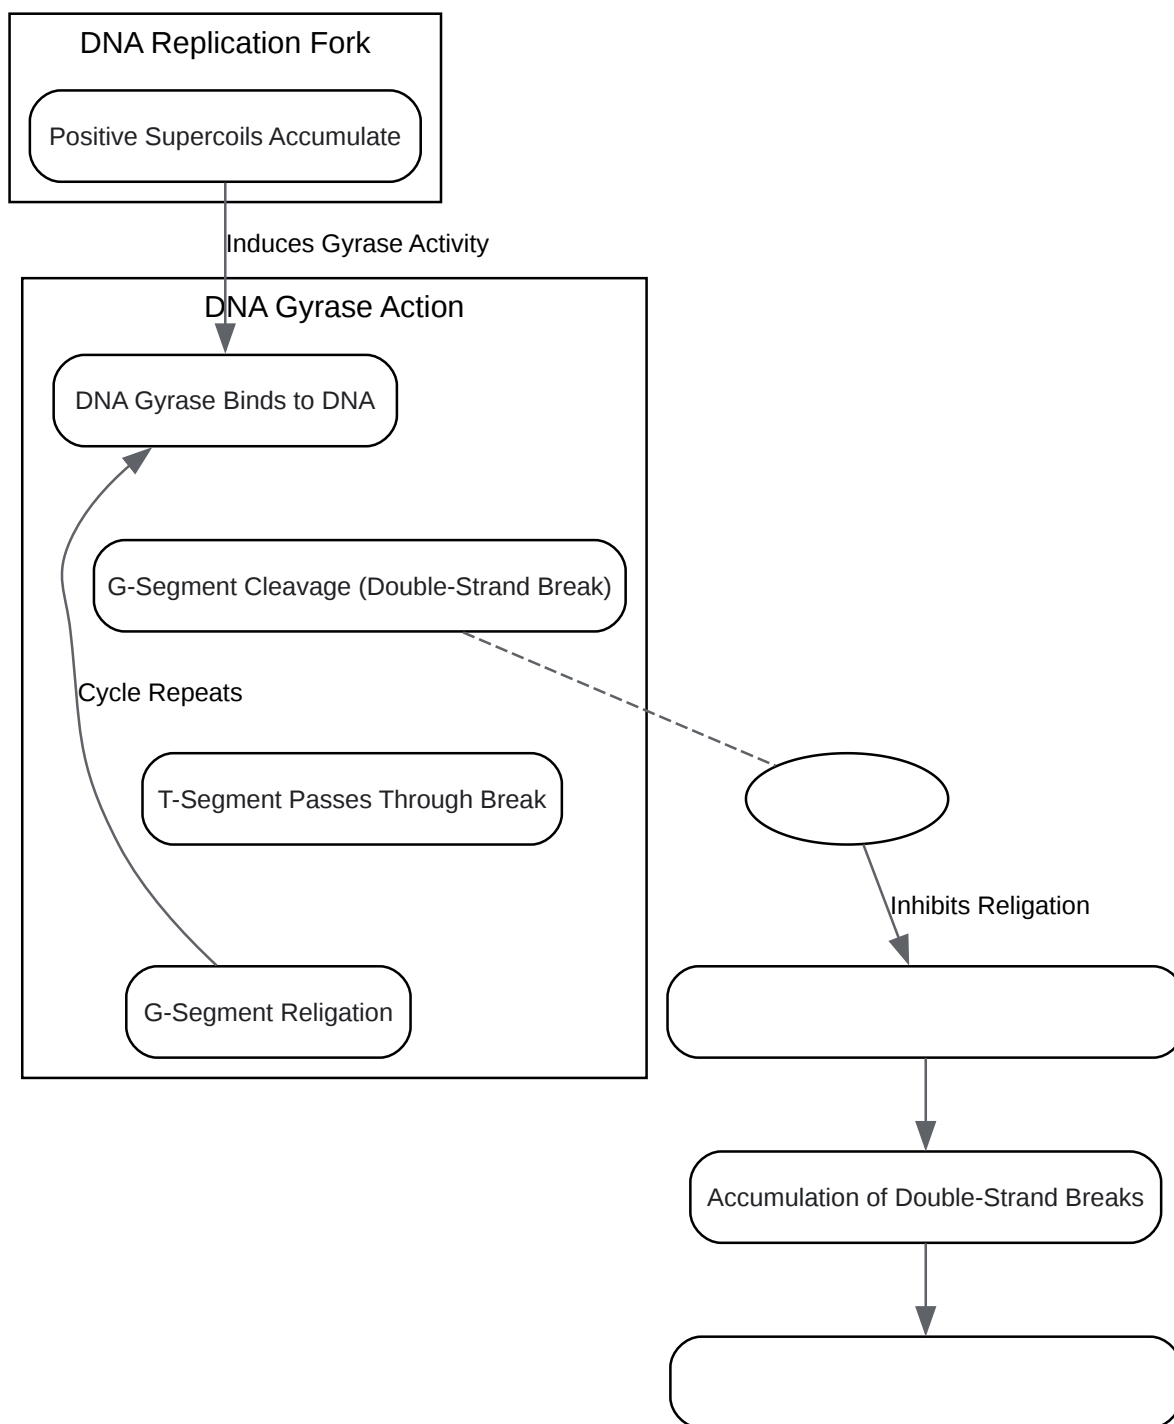 DNA Replication Fork
Positive Supercoils Accumulate
Induces Gyrase Activity
DNA Gyrase Action
DNA Gyrase Binds to DNA
G-Segment Cleavage (Double-Strand Break)
Cycle Repeats
T-Segment Passes Through Break
Inhibits Religation
G-Segment Religation
Accumulation of Double-Strand Breaks